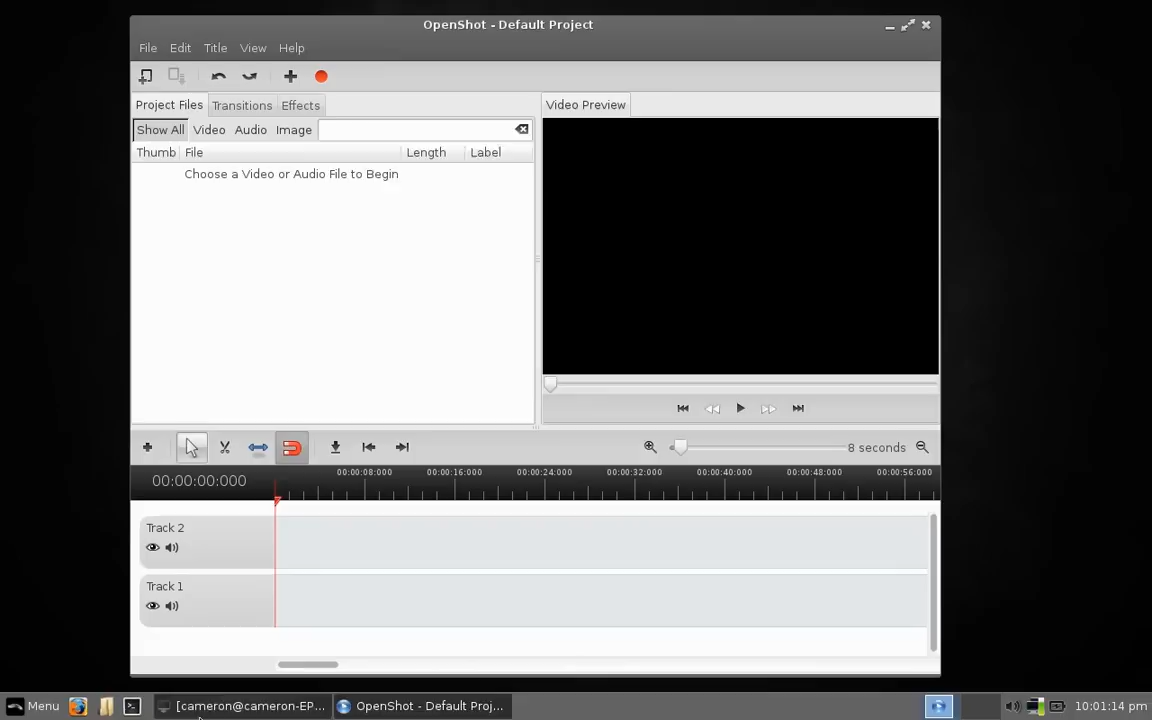 OpenShot - Default Project
File Edit Title View Help
Project Files Transitions Effects
Video Preview
Show All Video Audio Image
Thumb File Length Label
Choose a Video or Audio File to Begin
8 seconds
00:00:00:000
00:00:08:000 00:00:16:000 00:00:24:000 00:00:32:000 00:00:40:000 00:00:48:000 00:00:56:000
Track 2
Track 1
Menu [cameron@cameron-EP... OpenShot - Default Proj... 10:01:14 pm